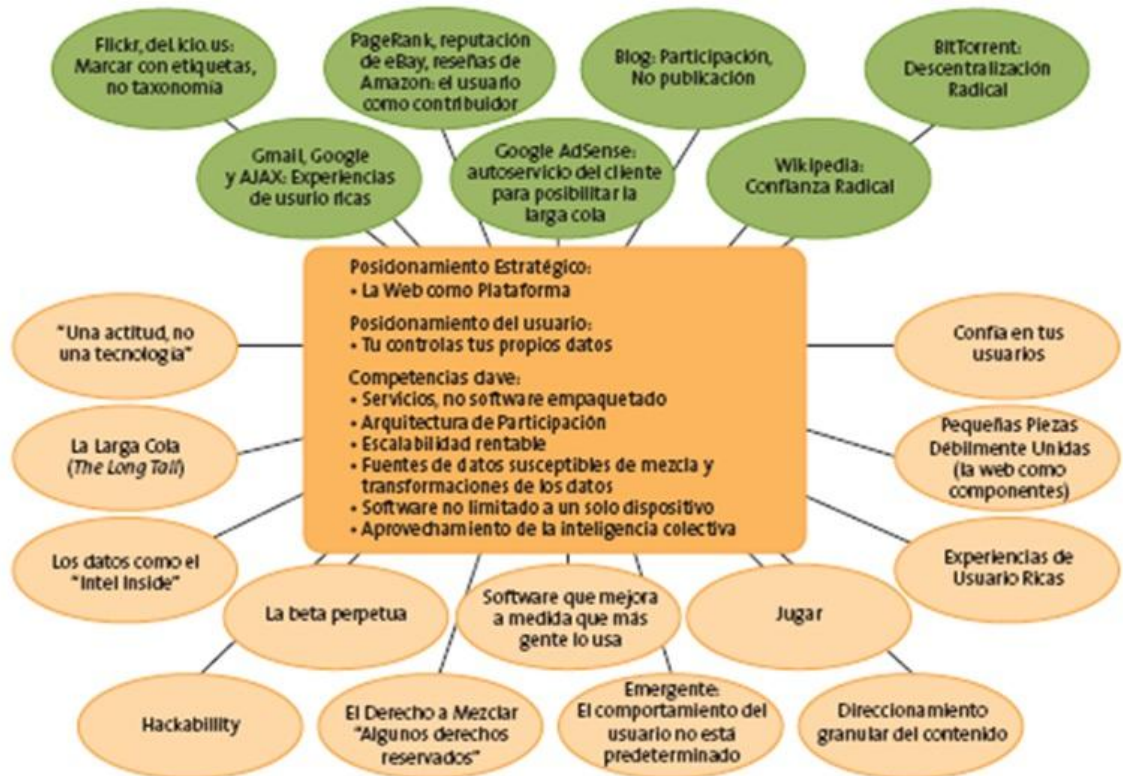 Flickr, del.icio.us:
Marcar con etiquetas,
no taxonomía
PageRank, reputación
de eBay, reseñas de
Amazon: el usuario
como contribuidor
Blog: Participación,
No publicación
BitTorrent:
Descentralización
Radical
Gmail, Google
y AJAX: Experiencias
de usurio ricas
Google AdSense:
autoservicio del cliente
para posibilitar la
larga cola
Wikipedia:
Confianza Radical
Posicionamiento Estratégico:
• La Web como Plataforma
Posicionamiento del usuario:
• Tu controlas tus propios datos
Competencias clave:
• Servicios, no software empaquetado
• Arquitectura de Participación
• Escalabilidad rentable
• Fuentes de datos susceptibles de mezcla y
transformaciones de los datos
• Software no limitado a un solo dispositivo
• Aprovechamiento de la inteligencia colectiva
"Una actitud, no
una tecnología"
Confía en tus
usuarios
La Larga Cola
(The Long Tail)
Pequeñas Piezas
Débilmente Unidas
(la web como
componentes)
Los datos como el
"Intel Inside"
Experiencias de
Usuario Ricas
La beta perpetua
Software que mejora
a medida que más
gente lo usa
Jugar
Hackability
El Derecho a Mezclar
"Algunos derechos
reservados"
Emergente:
El comportamiento del
usuario no está
predeterminado
Direccionamiento
granular del contenido